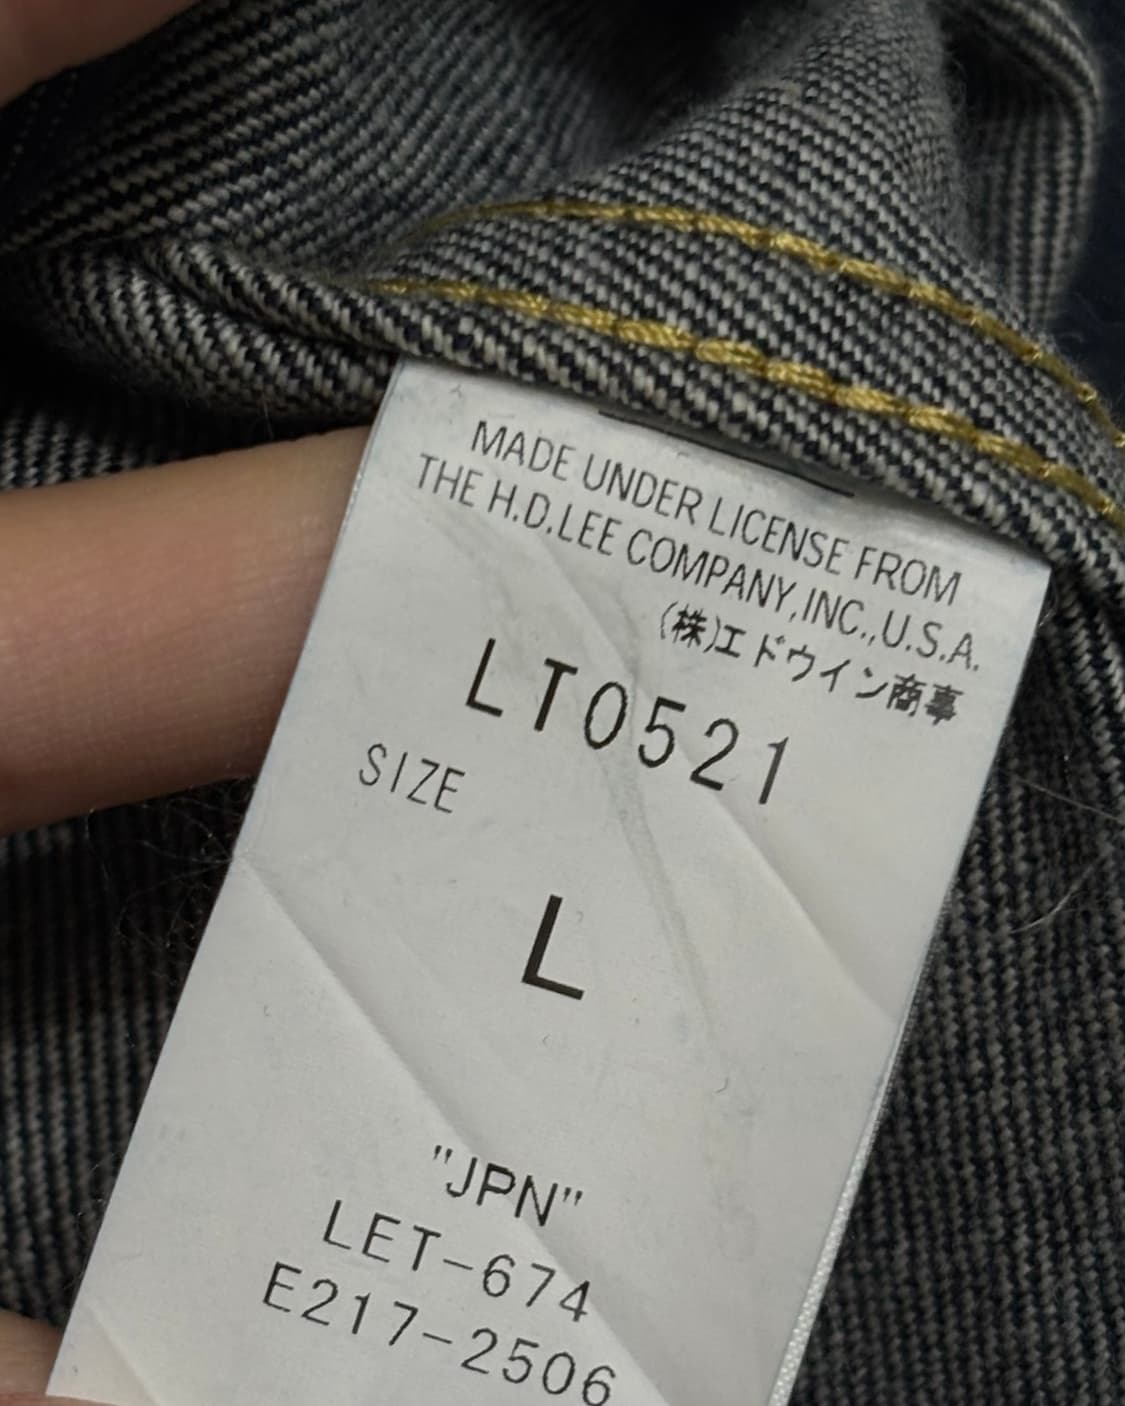 MADE UNDER LICENSE FROM
THE H.D.LEE COMPANY,INC.,U.S.A.
(株)エドウイン商事
LT0521
SIZE
L
"JPN"
LET-674
E217-2506